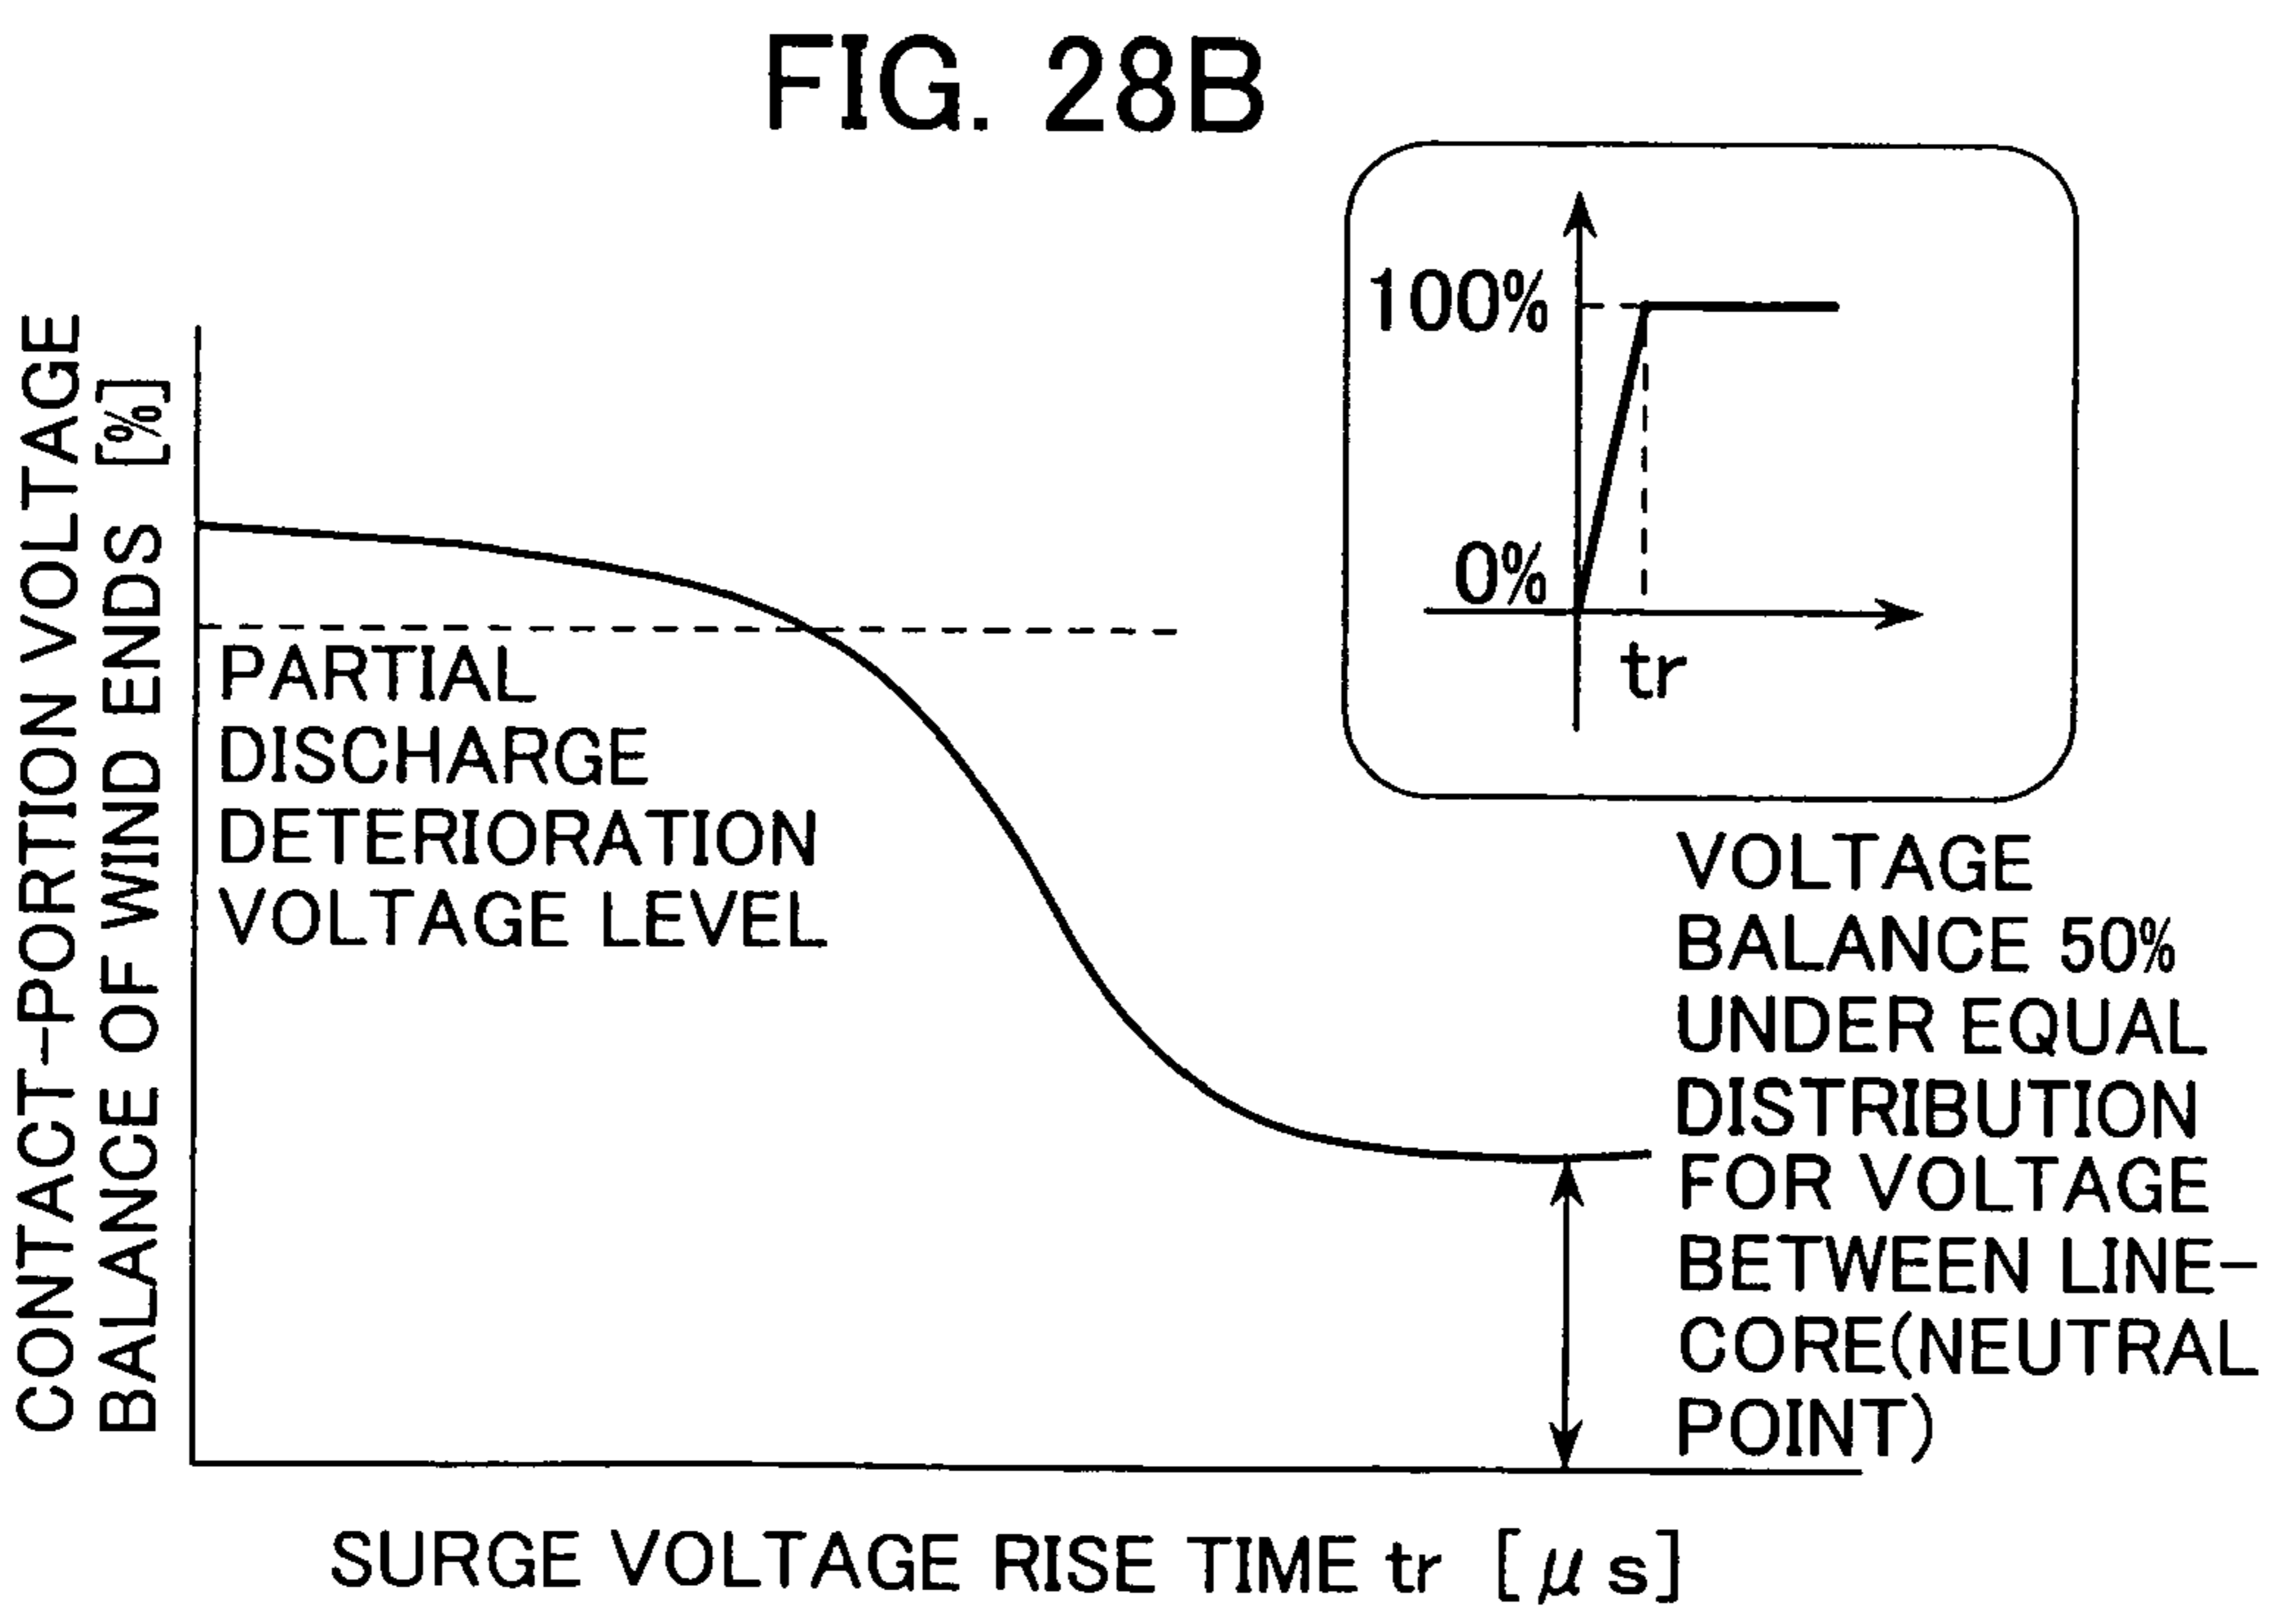 FIG. 28B
CONTACT-PORTION VOLTAGE
BALANCE OF WIND ENDS [%]
100%
0%
tr
PARTIAL
DISCHARGE
DETERIORATION
VOLTAGE LEVEL
VOLTAGE
BALANCE 50%
UNDER EQUAL
DISTRIBUTION
FOR VOLTAGE
BETWEEN LINE-
CORE(NEUTRAL
POINT)
SURGE VOLTAGE RISE TIME tr [μs]